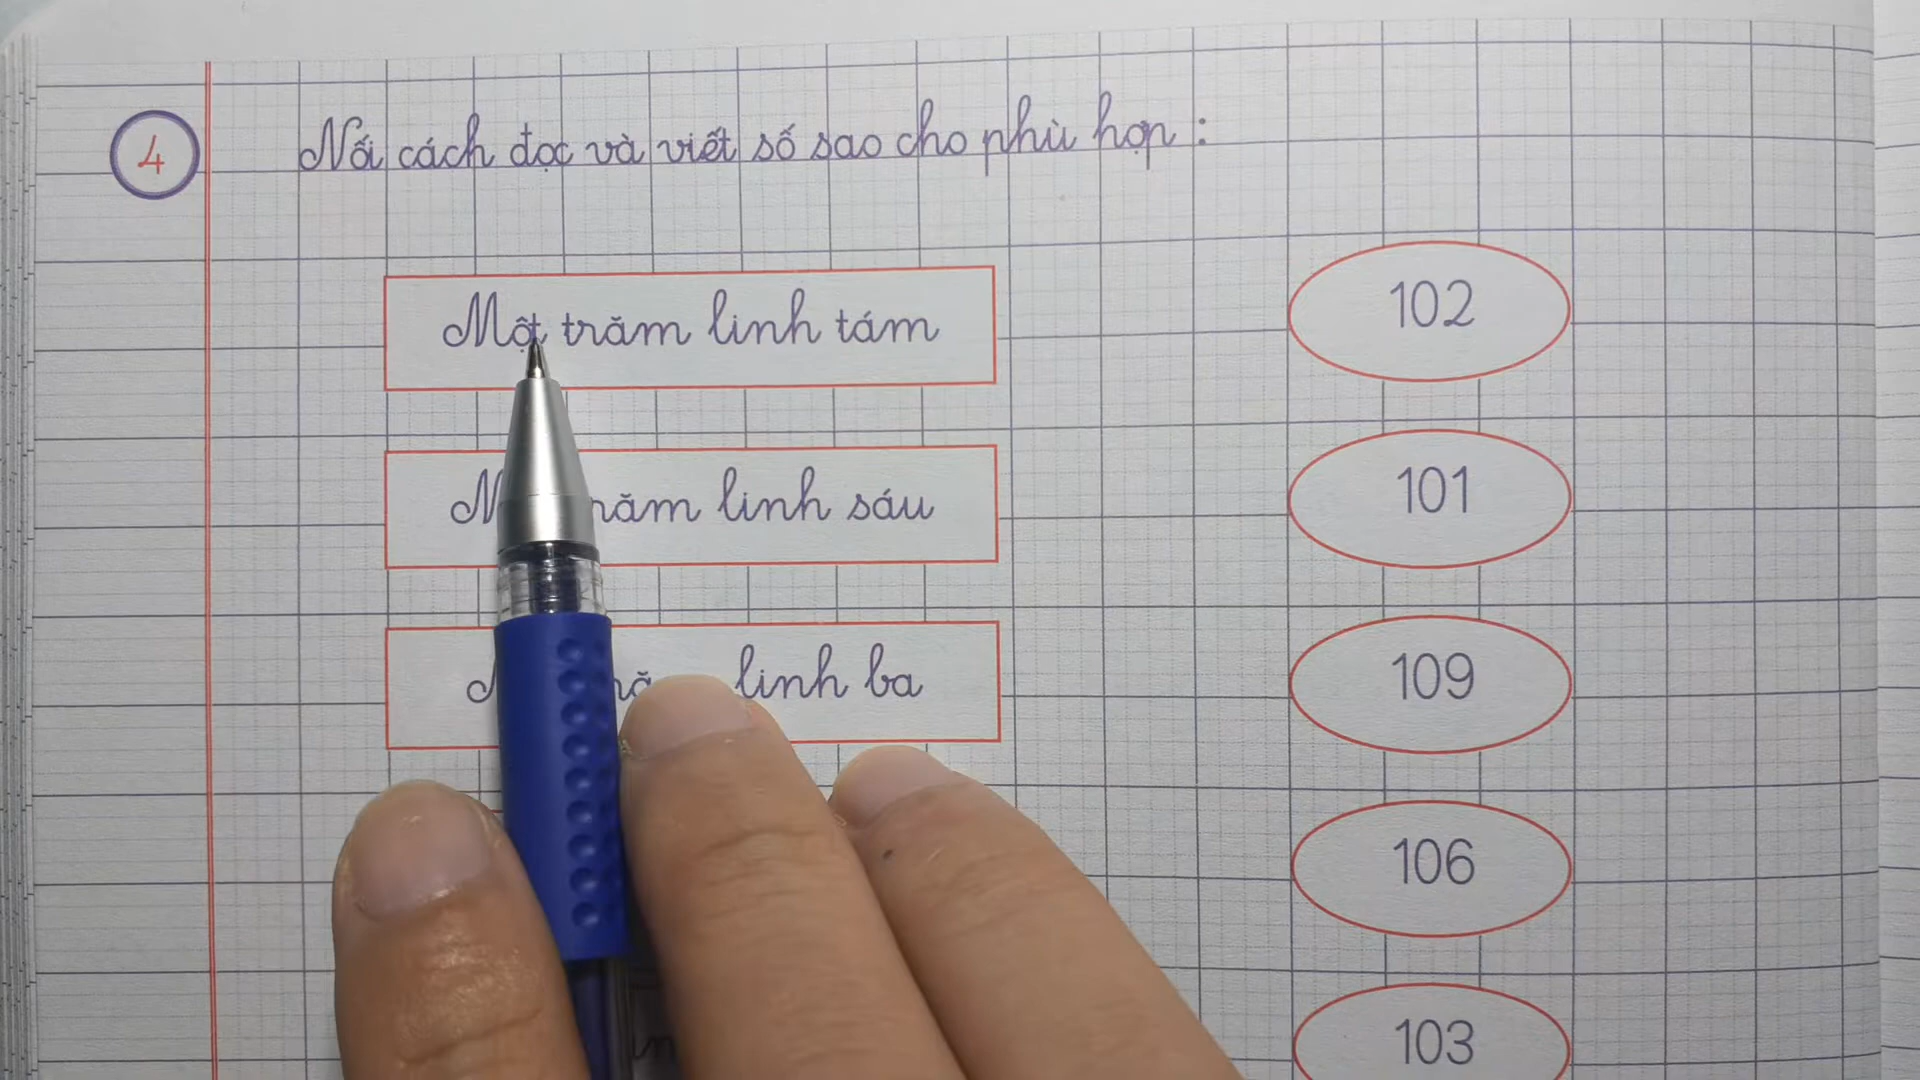 4
Nối cách đọc và viết số sao cho phù hợp :
Một trăm linh tám
102
linh sáu
101
linh ba
109
106
103